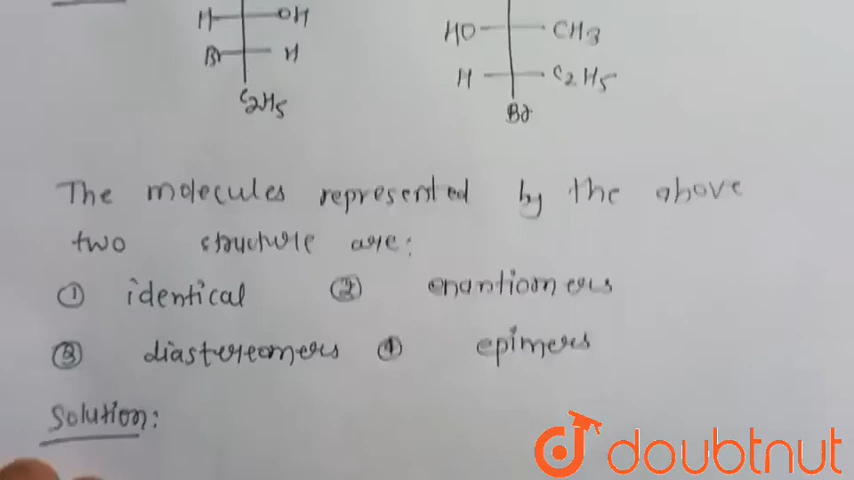 H OH
HO CH3
Br H
H C2H5
C2H5
Br
The molecules represented by the above
two structure are:
① identical ② enantiomers
③ diastereomers ④ epimers
Solution:
doubtnut